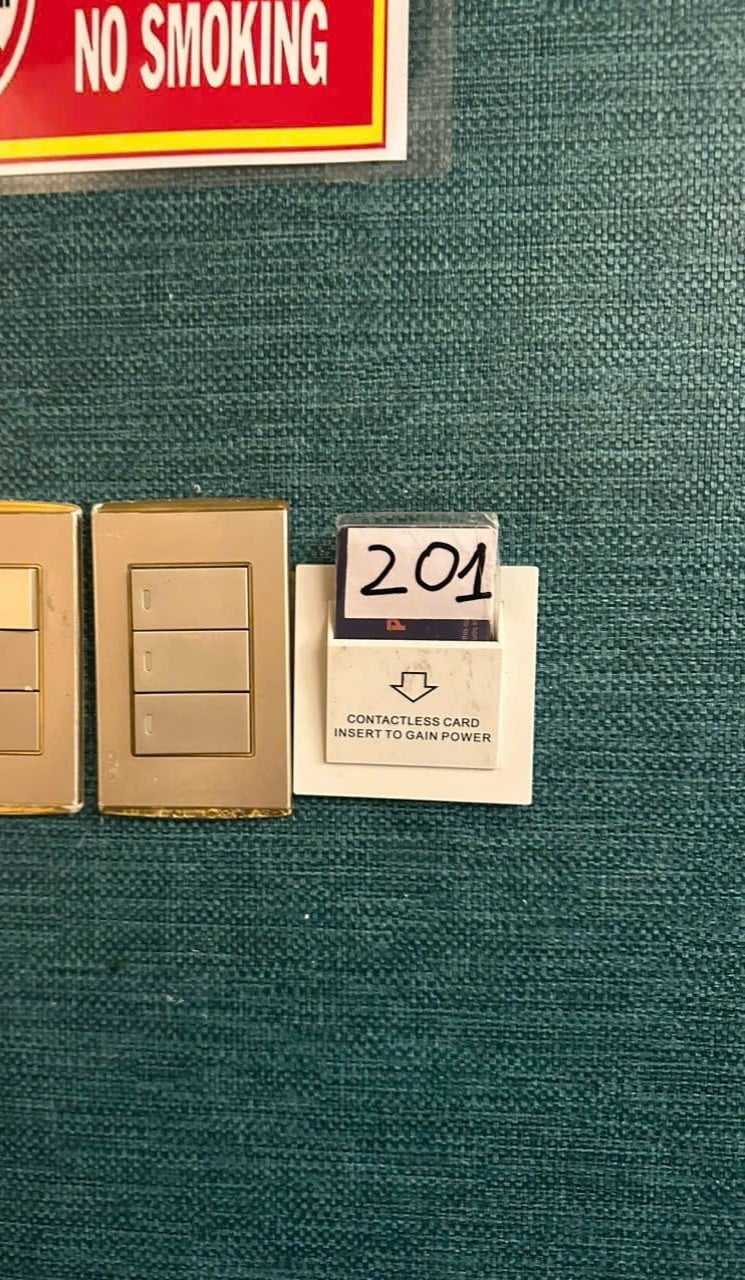 NO SMOKING
201
P
CONTACTLESS CARD
INSERT TO GAIN POWER